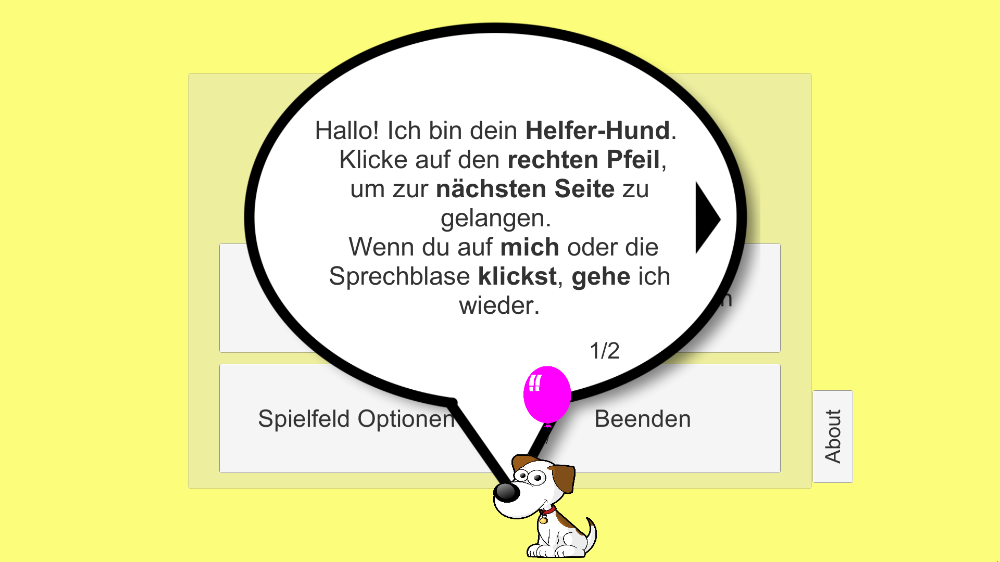 Hallo! Ich bin dein Helfer-Hund.
Klicke auf den rechten Pfeil,
um zur nächsten Seite zu
gelangen.
Wenn du auf mich oder die
Sprechblase klickst, gehe ich
wieder.
1/2
Spielfeld Optionen
Beenden
About